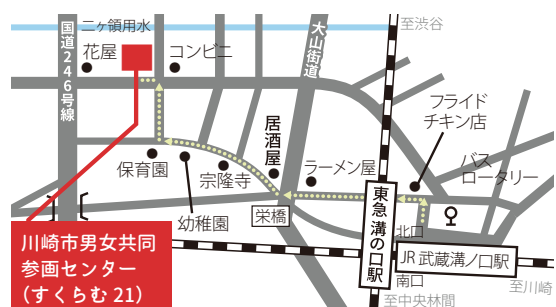 至渋谷
二ヶ領用水
国道246号線
花屋
コンビニ
大山街道
フライド
チキン店
居酒屋
バス
ロータリー
保育園
宗隆寺
ラーメン屋
幼稚園
栄橋
東急 溝の口駅
北口
川崎市男女共同
参画センター
(すくらむ21)
JR 武蔵溝ノ口駅
南口
至川崎
至中央林間